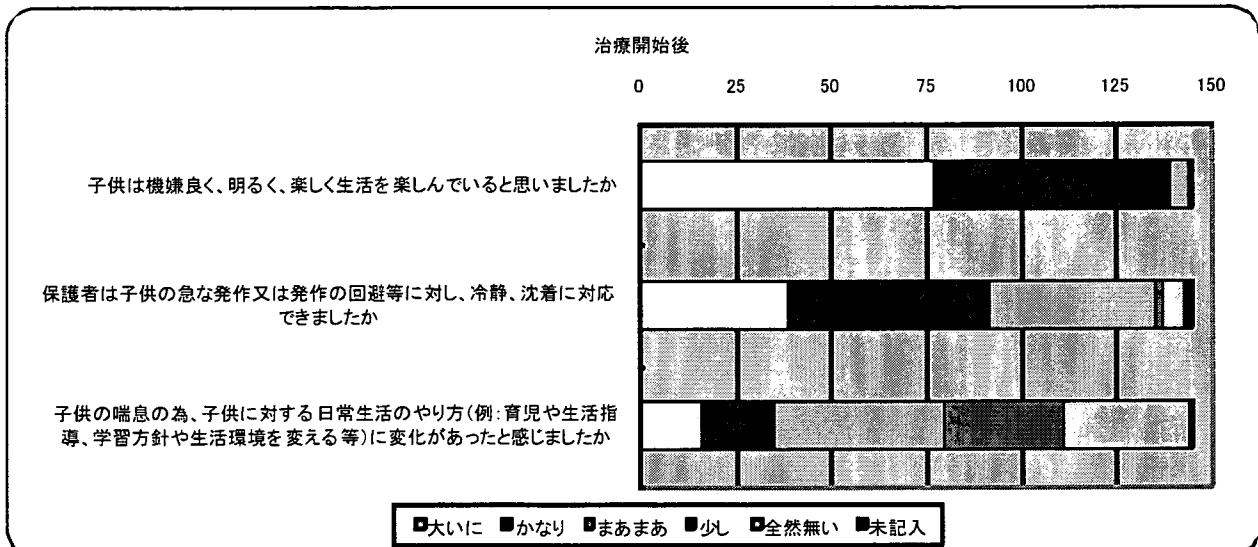 治療開始後
0 25 50 75 100 125 150
子供は機嫌良く、明るく、楽しく生活を楽しんでいると思いましたか
保護者は子供の急な発作又は発作の回避等に対し、冷静、沈着に対応
できましたか
子供の喘息の為、子供に対する日常生活のやり方(例:育児や生活指
導、学習方針や生活環境を変える等)に変化があったと感じましたか
大いに かなり まあまあ 少し 全然無い 未記入